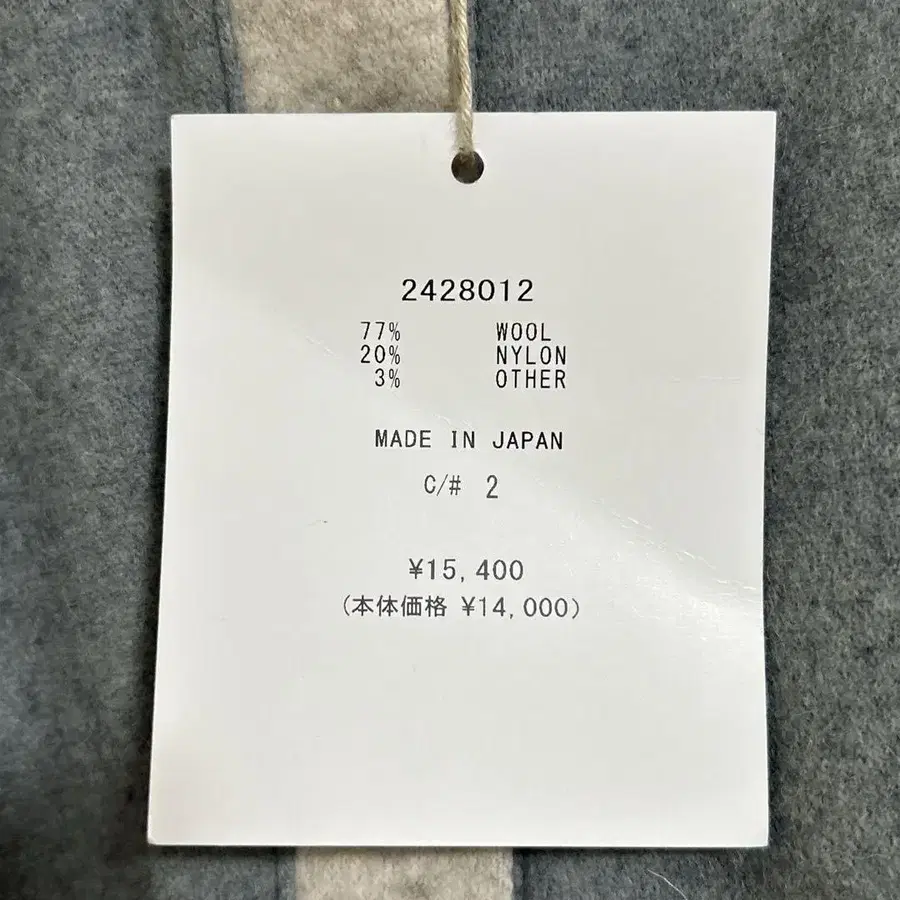 2428012
77% WOOL
20% NYLON
3% OTHER
MADE IN JAPAN
C/# 2
¥15,400
(本体価格 ¥14,000)